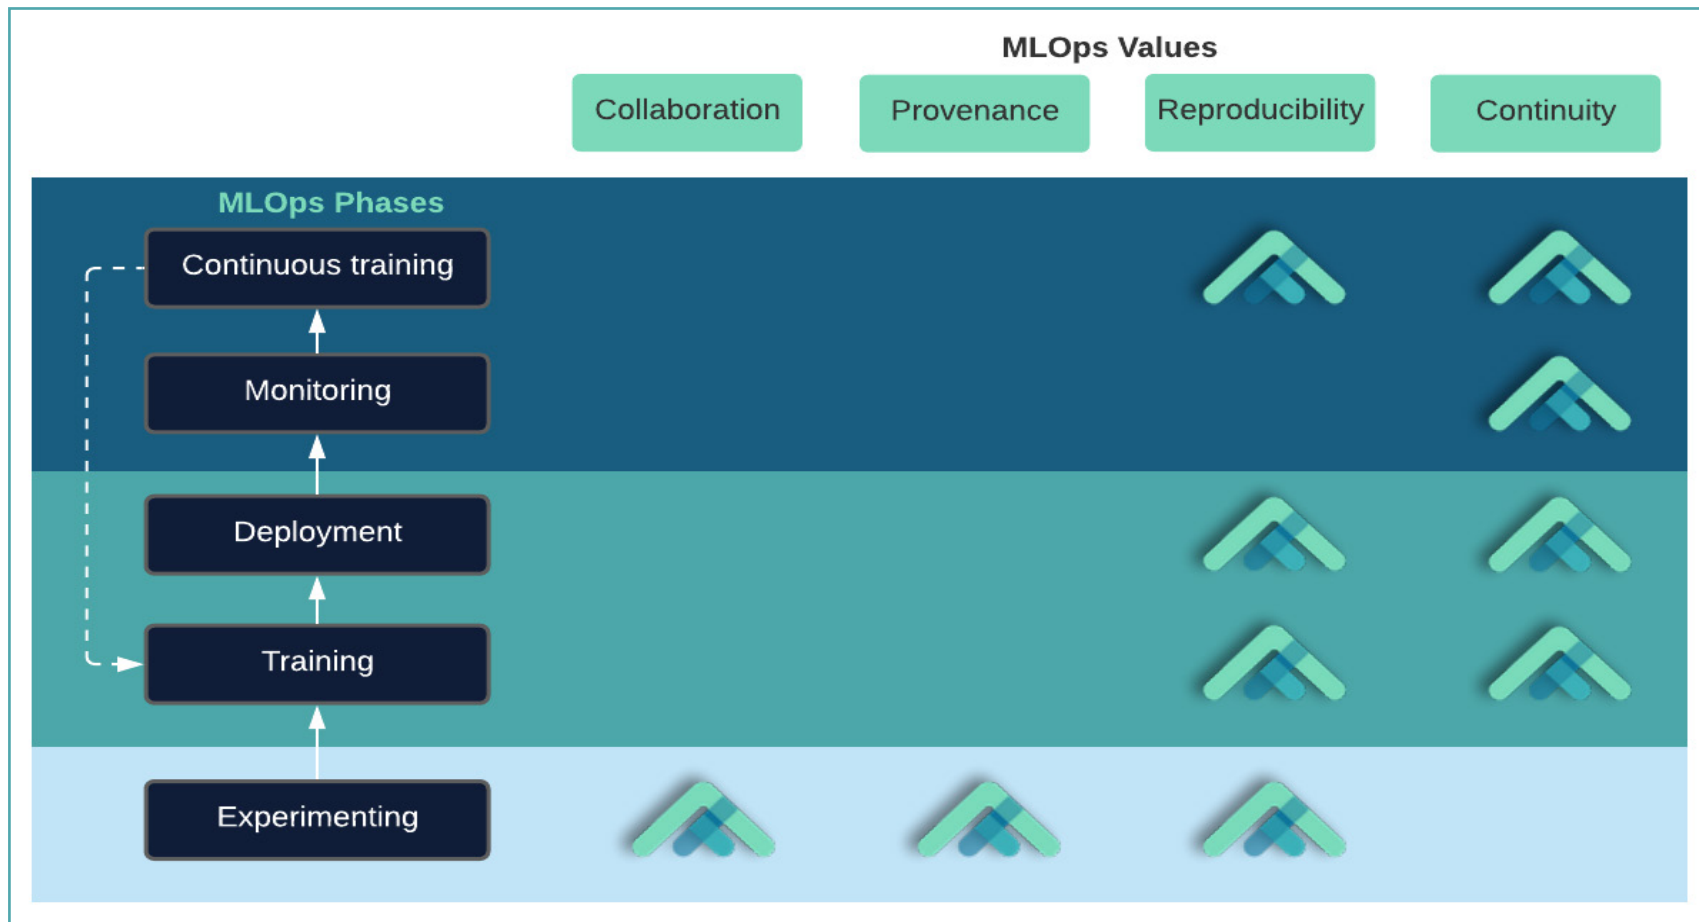 MLOps Values
Collaboration
Provenance
Reproducibility
Continuity
MLOps Phases
Continuous training
Monitoring
Deployment
Training
Experimenting